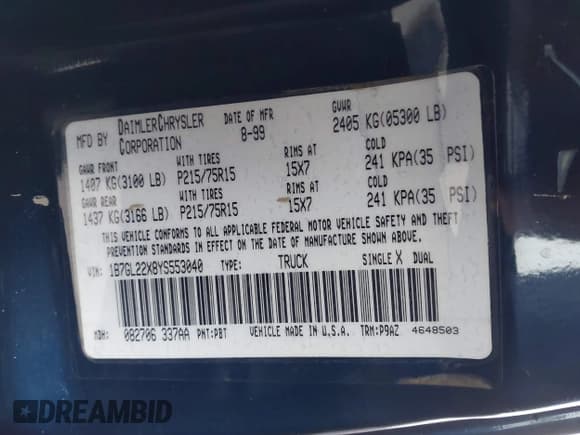 MFD BY DAIMLERCHRYSLER CORPORATION DATE OF MFR 8-99 GVWR 2405 KG(05300 LB)
GAWR FRONT WITH TIRES RIMS AT COLD
1407 KG(3100 LB) P215/75R15 15X7 241 KPA(35 PSI)
GAWR REAR WITH TIRES RIMS AT COLD
1437 KG(3166 LB) P215/75R15 15X7 241 KPA(35 PSI)
THIS VEHICLE CONFORMS TO ALL APPLICABLE FEDERAL MOTOR VEHICLE SAFETY AND THEFT
PREVENTION STANDARDS IN EFFECT ON THE DATE OF MANUFACTURE SHOWN ABOVE.
VIN: 1B7GL22X8YS553040 TYPE: TRUCK SINGLE X DUAL
MDH: 082706 337AA PNT:PBT VEHICLE MADE IN U.S.A. TRM:P9AZ 4648503
DREAMBID